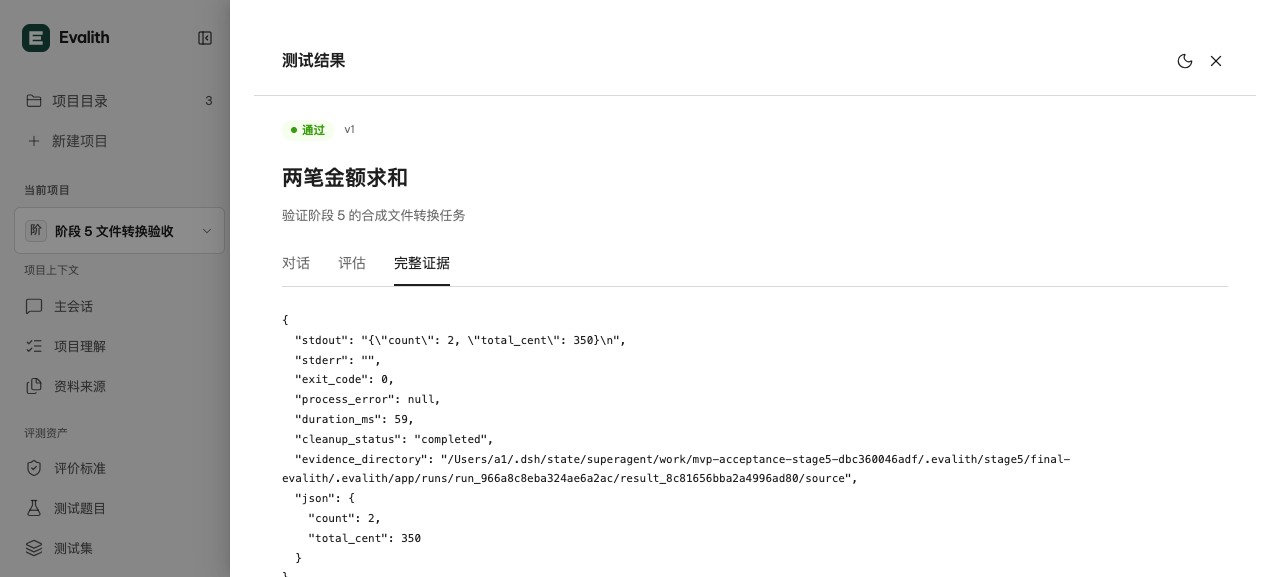 Evalith
项目目录 3
新建项目
当前项目
阶 阶段 5 文件转换验收
项目上下文
主会话
项目理解
资料来源
评测资产
评价标准
测试题目
测试集
测试结果
通过 v1
两笔金额求和
验证阶段 5 的合成文件转换任务
对话 评估 完整证据
{
  "stdout": "{\"count\": 2, \"total_cent\": 350}\n",
  "stderr": "",
  "exit_code": 0,
  "process_error": null,
  "duration_ms": 59,
  "cleanup_status": "completed",
  "evidence_directory": "/Users/a1/.dsh/state/superagent/work/mvp-acceptance-stage5-dbc360046adf/.evalith/stage5/final-
evalith/.evalith/app/runs/run_966a8c8eba324ae6a2ac/result_8c81656bba2a4996ad80/source",
  "json": {
    "count": 2,
    "total_cent": 350
  }
}